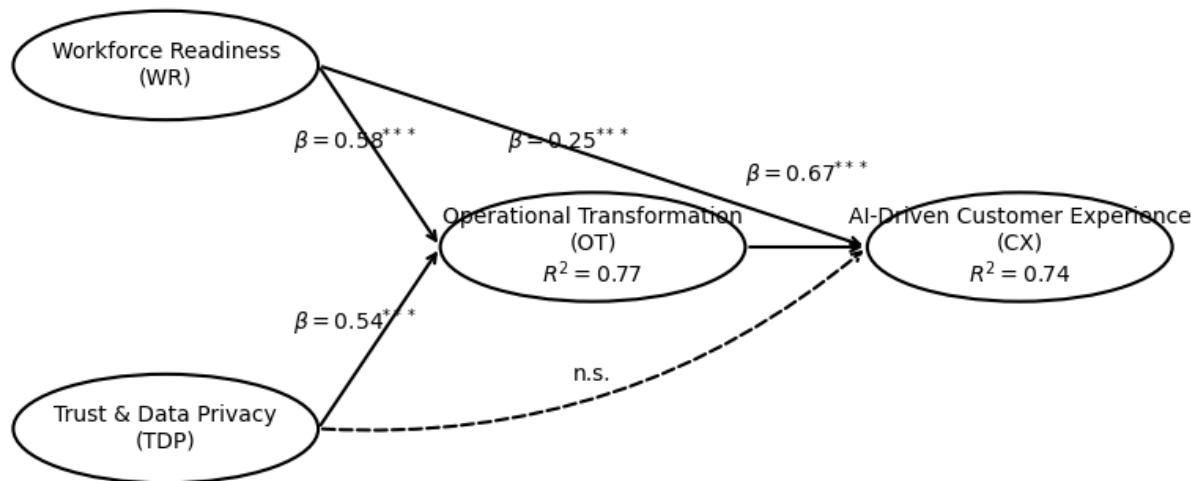 Workforce Readiness
(WR)
β = 0.58***
β = 0.25***
β = 0.67***
Operational Transformation
(OT)
R² = 0.77
AI-Driven Customer Experience
(CX)
R² = 0.74
β = 0.54***
n.s.
Trust & Data Privacy
(TDP)